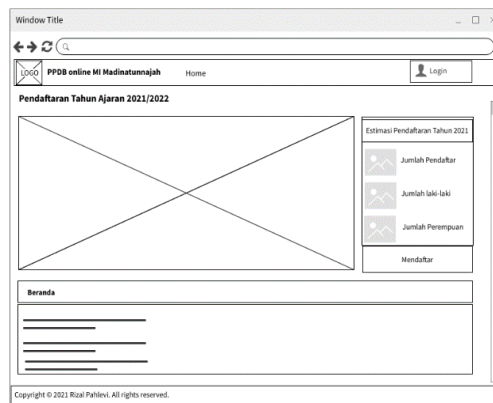 Window Title
LOGO
PPDB online MI Madinatunnajah
Home
Login
Pendaftaran Tahun Ajaran 2021/2022
Estimasi Pendaftaran Tahun 2021
Jumlah Pendaftar
Jumlah laki-laki
Jumlah Perempuan
Mendaftar
Beranda
Copyright © 2021 Rizal Pahlevi. All rights reserved.